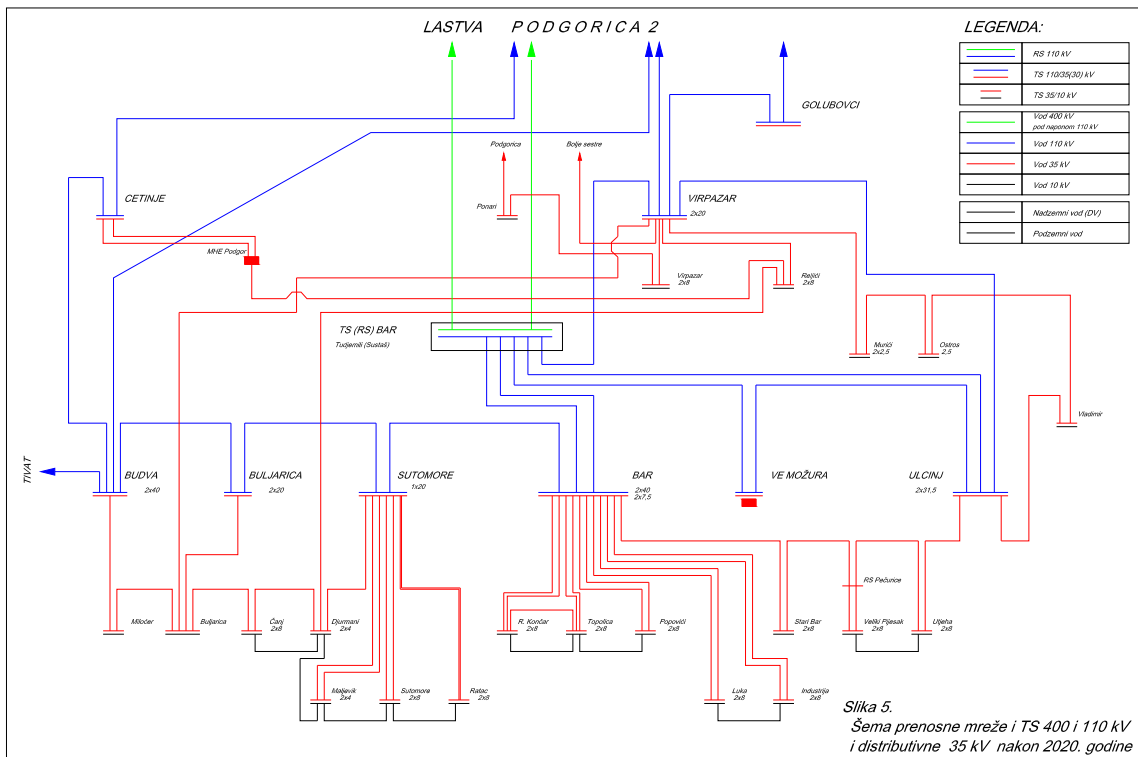 LASTVA
PODGORICA 2
LEGENDA:
RS 110 kV
TS 110/35(30) kV
TS 35/10 kV
Vod 400 kV
pod naponom 110 kV
Vod 110 kV
Vod 35 kV
Vod 10 kV
Nadzemni vod (DV)
Podzemni vod
GOLUBOVCI
Podgorica
Bolje sestre
CETINJE
Ponari
VIRPAZAR
2x20
MHE Podgor
Virpazar
2x8
Reljići
2x8
TS (RS) BAR
Tudjemili (Sustaš)
Murići
2x2,5
Ostros
2,5
Vladimir
TIVAT
BUDVA
2x40
BULJARICA
2x20
SUTOMORE
1x20
BAR
2x40
2x7,5
VE MOŽURA
ULCINJ
2x31,5
RS Pečurice
Miločer
Buljarica
Čanj
2x8
Djurmani
2x4
R. Končar
2x8
Topolica
2x8
Popovići
2x8
Stari Bar
2x8
Veliki Pijesak
2x8
Utjeha
2x8
Maljevik
2x4
Sutomore
2x8
Ratac
2x8
Luka
2x8
Industrija
2x8
Slika 5.
Šema prenosne mreže i TS 400 i 110 kV
i distributivne 35 kV nakon 2020. godine